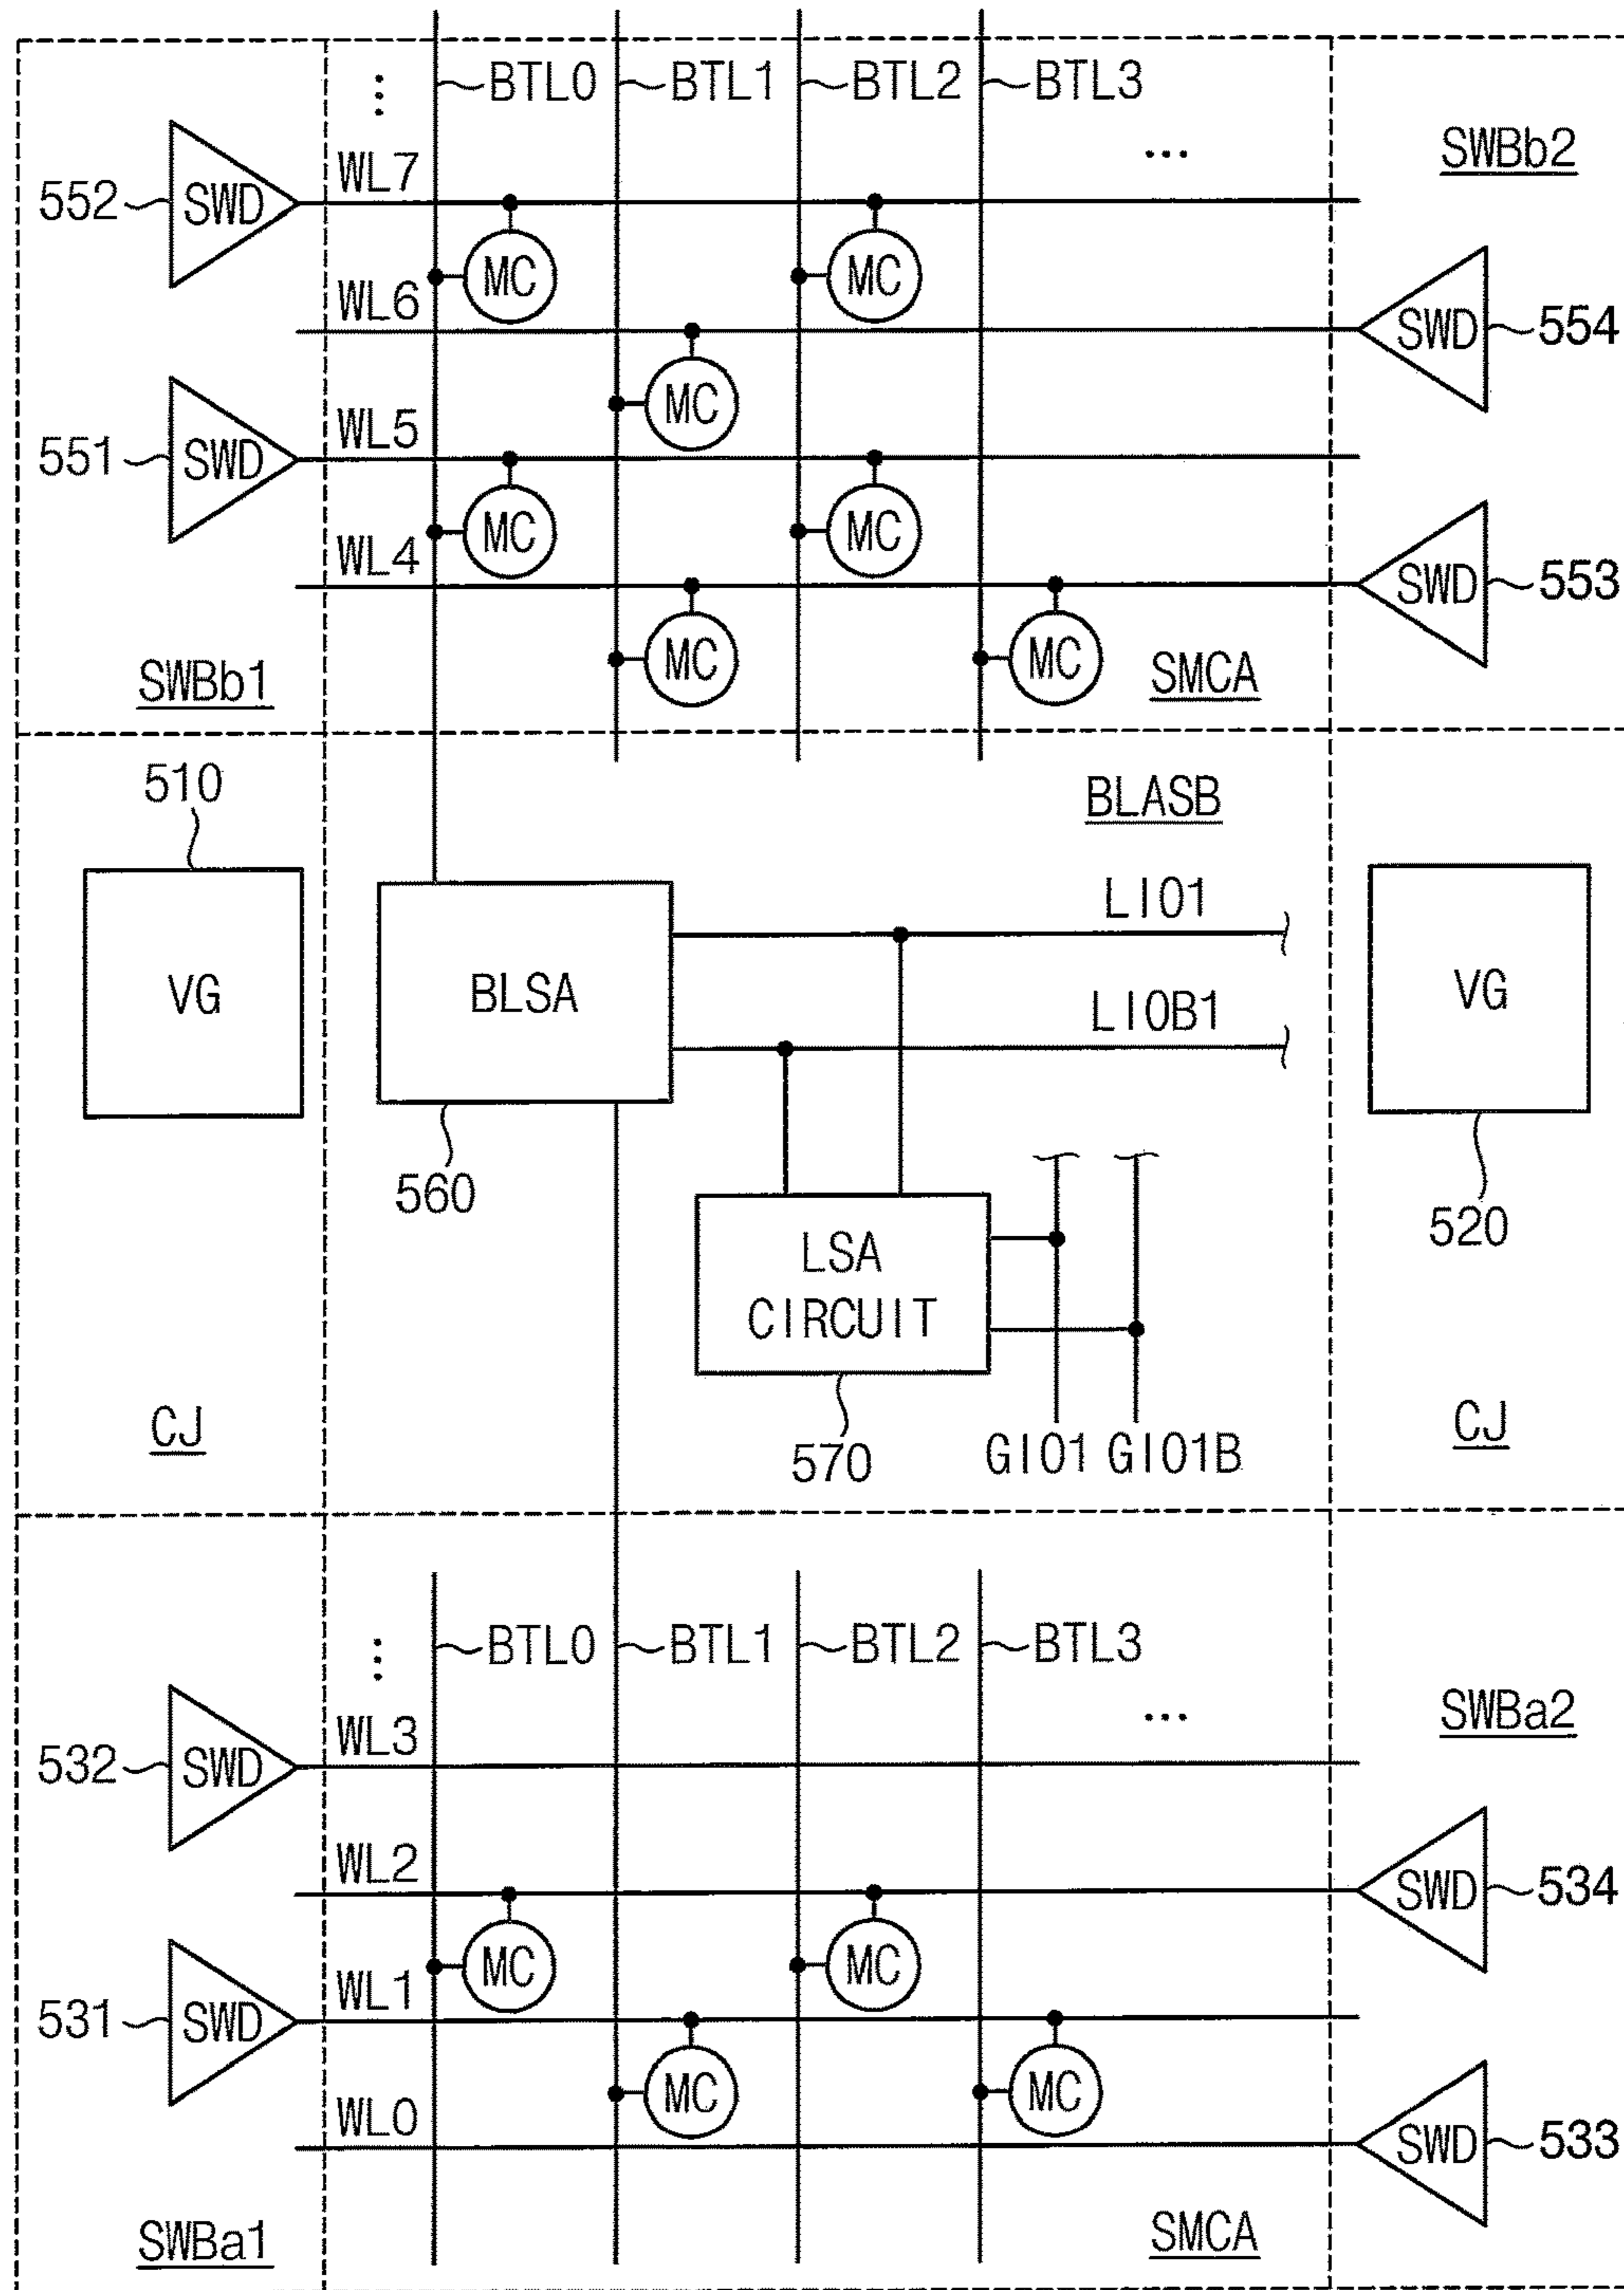 BTL0 BTL1 BTL2 BTL3
...
SWBb2
WL7
...
552 SWD
MC MC
WL6
SWD 554
MC
WL5
551 SWD
MC MC
WL4
SWD 553
MC MC
SWBb1
SMCA
510
BLASB
LIO1
VG
BLSA
VG
LIOB1
560
520
LSA
CIRCUIT
CJ
CJ
570
GIO1 GIO1B
BTL0 BTL1 BTL2 BTL3
...
SWBa2
WL3
...
532 SWD
WL2
SWD 534
MC MC
WL1
531 SWD
MC MC
WL0
SWD 533
SWBa1
SMCA